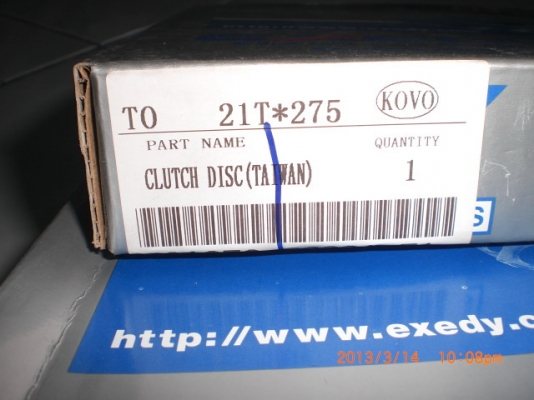 TO 21T*275 KOVO
PART NAME QUANTITY
CLUTCH DISC(TAIWAN) 1
S
http://www.exedy.c
2013/3/14 10:08pm